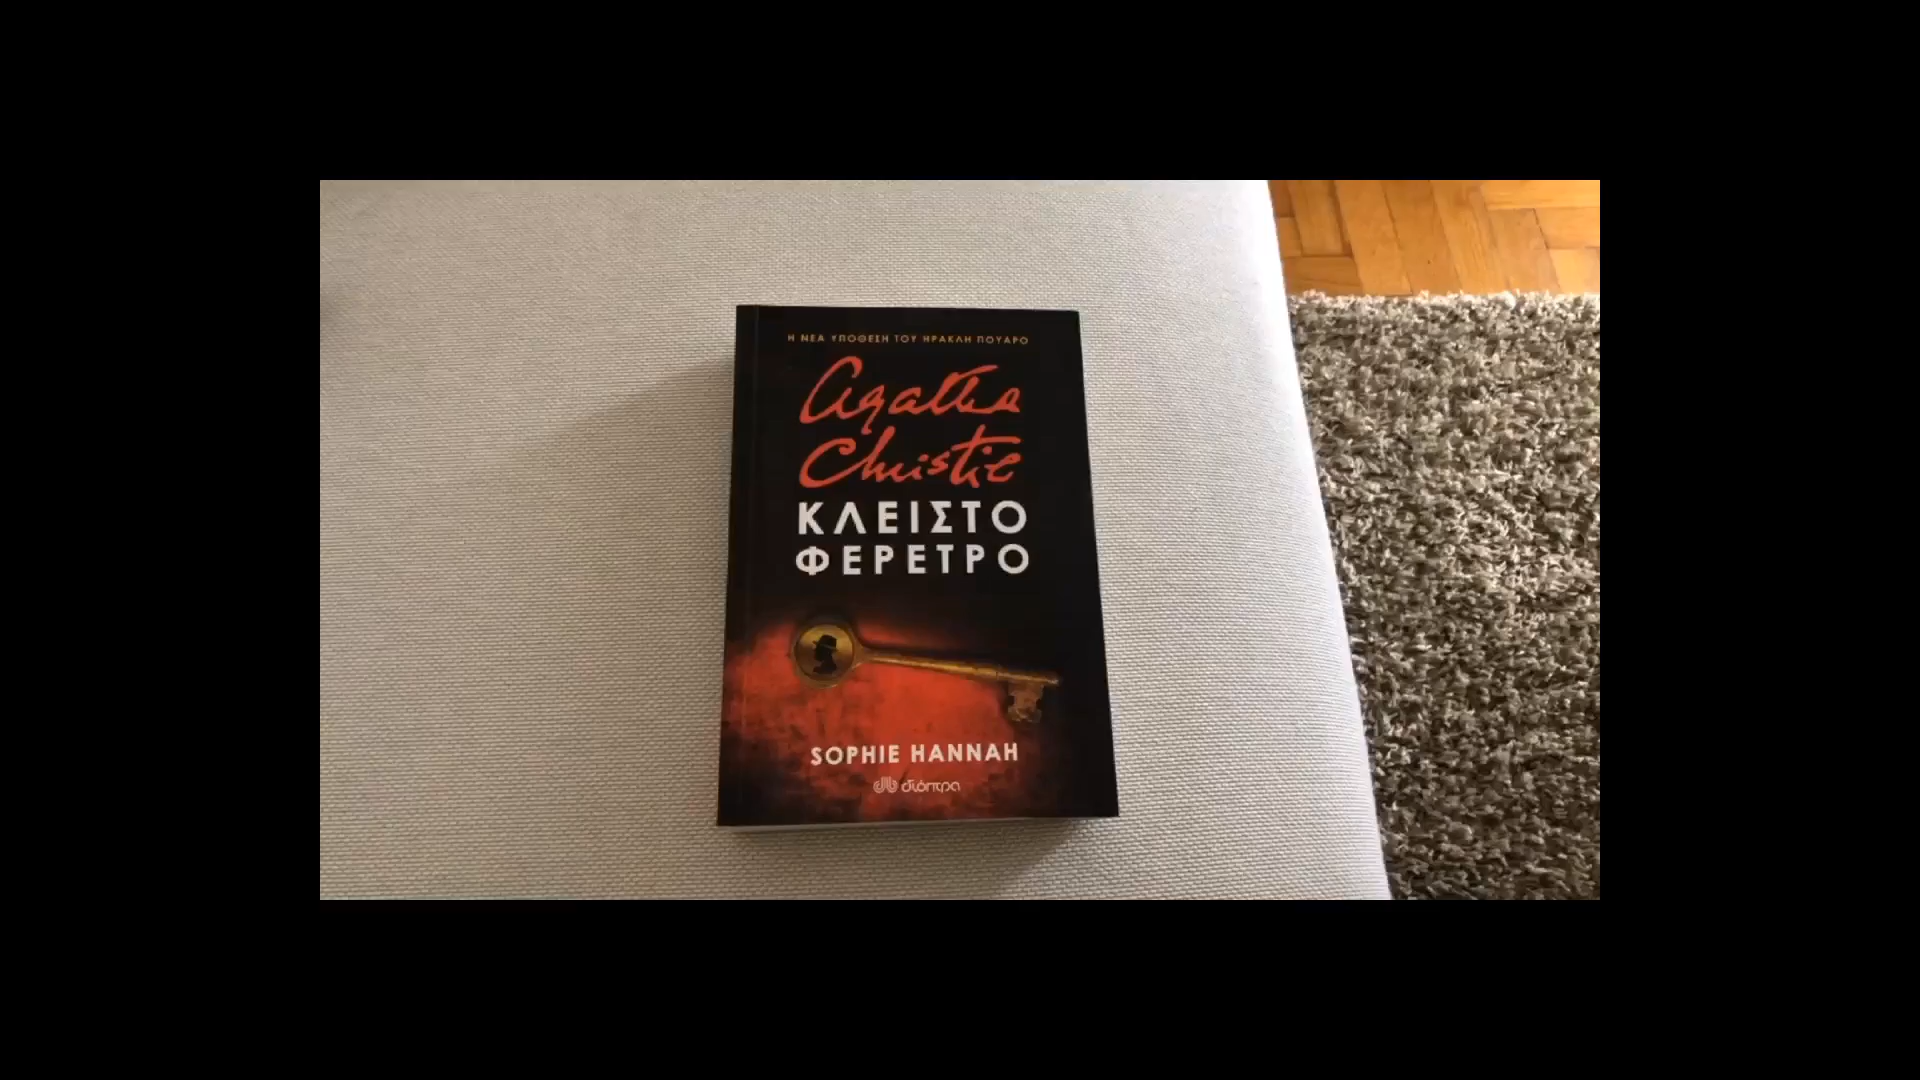 Η ΝΕΑ ΥΠΟΘΕΣΗ ΤΟΥ ΗΡΑΚΛΗ ΠΟΥΑΡΟ
Agatha
Christie
ΚΛΕΙΣΤΟ
ΦΕΡΕΤΡΟ
SOPHIE HANNAH
διόπτρα